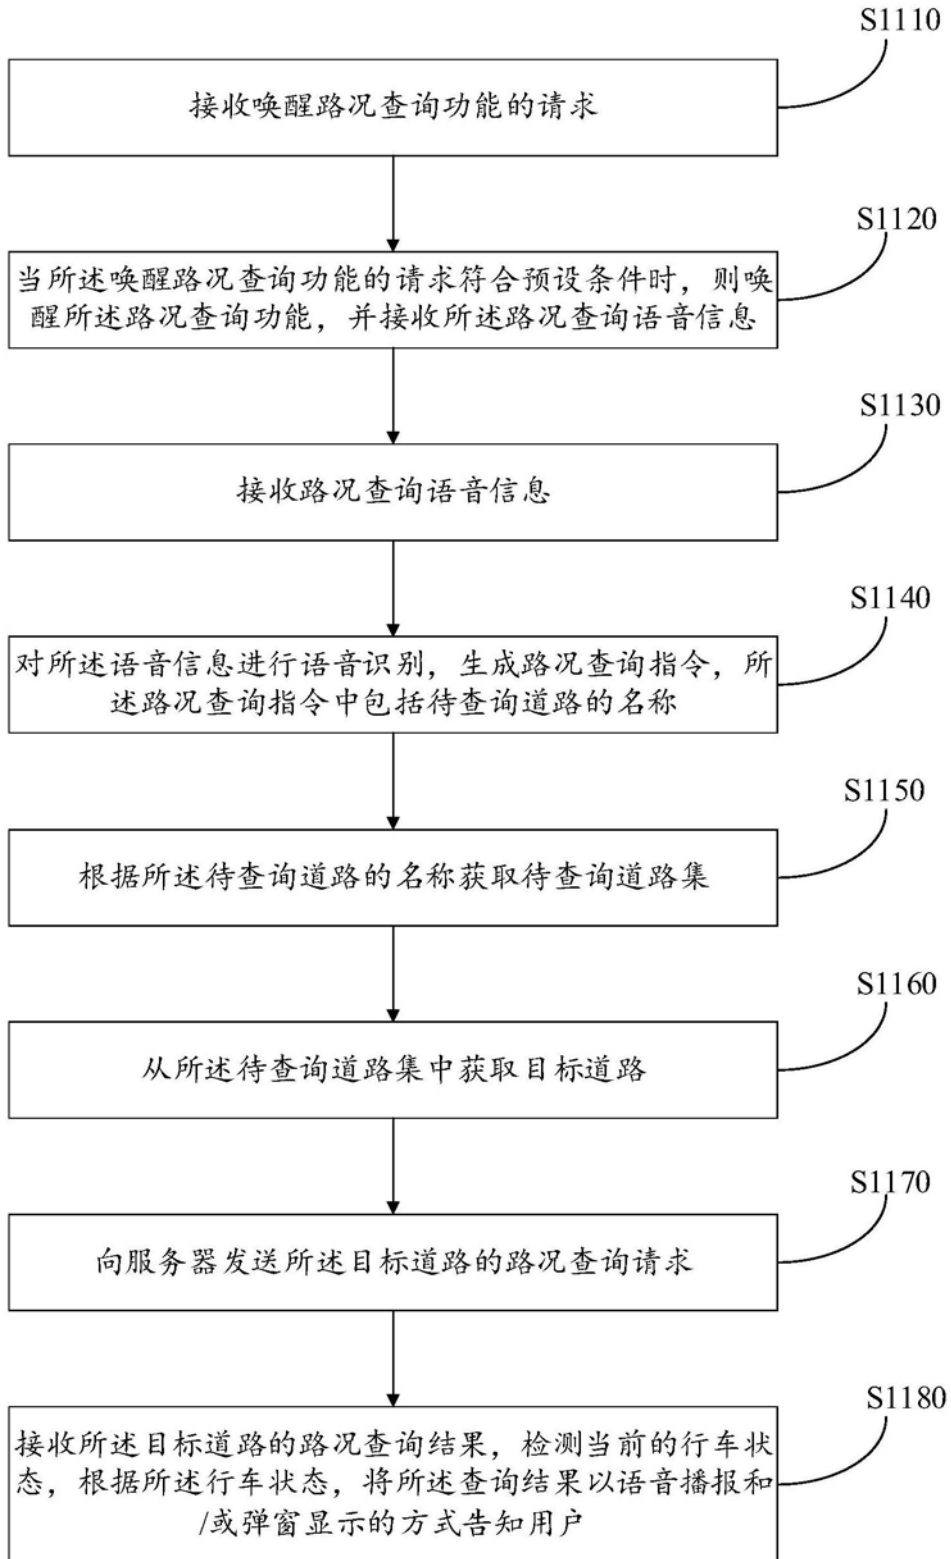 S1110
接收唤醒路况查询功能的请求
S1120
当所述唤醒路况查询功能的请求符合预设条件时，则唤
醒所述路况查询功能，并接收所述路况查询语音信息
S1130
接收路况查询语音信息
S1140
对所述语音信息进行语音识别，生成路况查询指令，所
述路况查询指令中包括待查询道路的名称
S1150
根据所述待查询道路的名称获取待查询道路集
S1160
从所述待查询道路集中获取目标道路
S1170
向服务器发送所述目标道路的路况查询请求
S1180
接收所述目标道路的路况查询结果，检测当前的行车状
态，根据所述行车状态，将所述查询结果以语音播报和
/或弹窗显示的方式告知用户